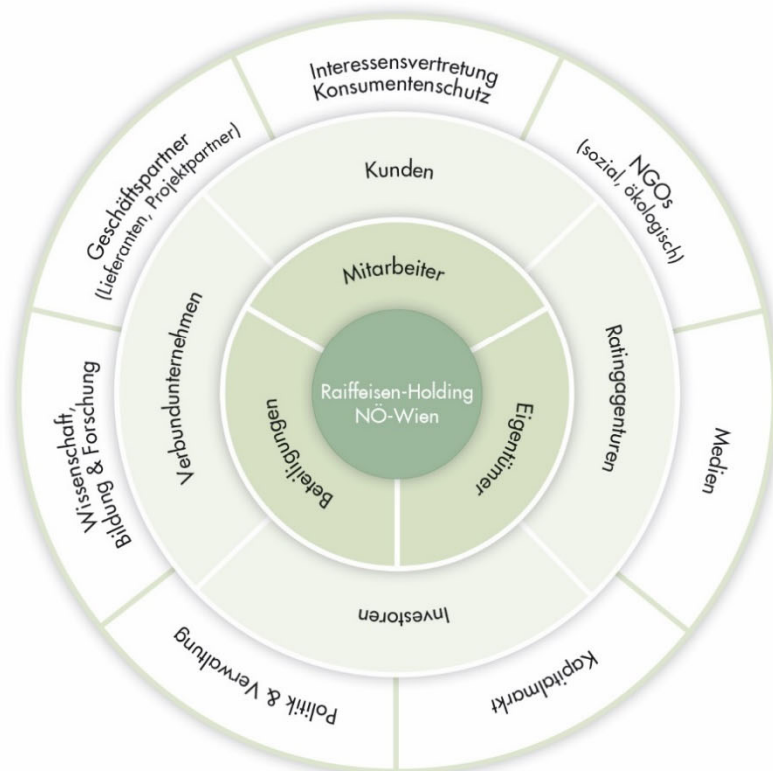 Interessensvertretung
Konsumentenschutz
NGOs
(sozial, ökologisch)
Medien
Kapitalmarkt
Politik & Verwaltung
Wissenschaft,
Bildung & Forschung
Geschäftspartner
(Lieferanten, Projektpartner)
Kunden
Ratingagenturen
Investoren
Verbundunternehmen
Mitarbeiter
Eigentümer
Beteiligungen
Raiffeisen-Holding
NÖ-Wien